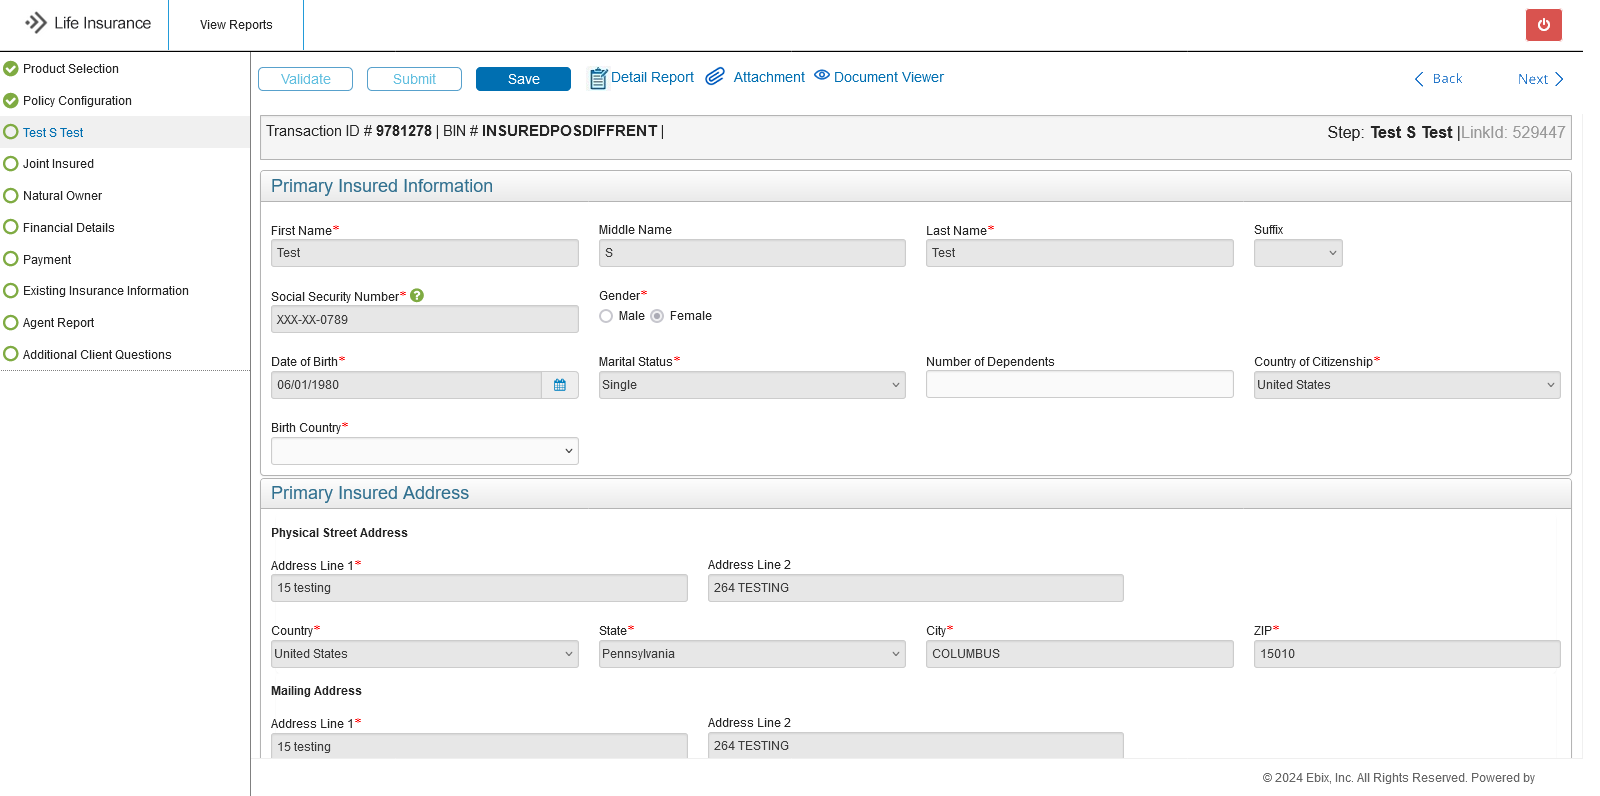 Life Insurance
View Reports
Product Selection
Policy Configuration
Test S Test
Joint Insured
Natural Owner
Financial Details
Payment
Existing Insurance Information
Agent Report
Additional Client Questions
Validate Submit Save Detail Report Attachment Document Viewer Back Next
Transaction ID # 9781278 | BIN # INSUREDPOSDIFFRENT | Step: Test S Test |LinkId: 529447
Primary Insured Information
First Name* Middle Name Last Name* Suffix
Test S Test
Social Security Number* ? Gender*
XXX-XX-0789 Male Female
Date of Birth* Marital Status* Number of Dependents Country of Citizenship*
06/01/1980 Single United States
Birth Country*
Primary Insured Address
Physical Street Address
Address Line 1* Address Line 2
15 testing 264 TESTING
Country* State* City* ZIP*
United States Pennsylvania COLUMBUS 15010
Mailing Address
Address Line 1* Address Line 2
15 testing 264 TESTING
© 2024 Ebix, Inc. All Rights Reserved. Powered by